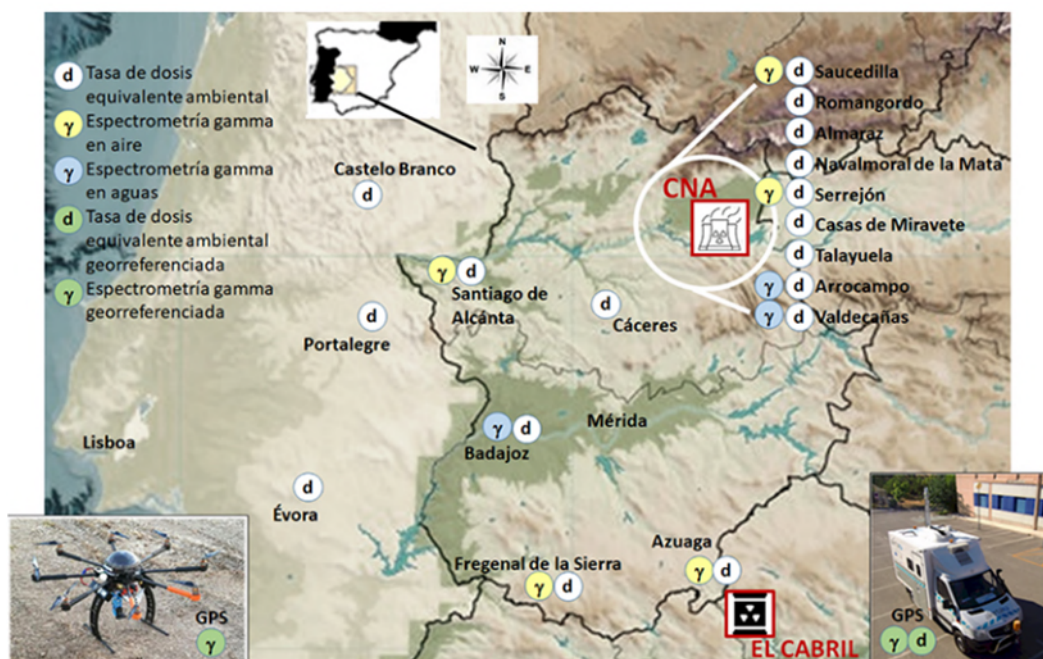 d Tasa de dosis
equivalente ambiental
γ Espectrometría gamma
en aire
γ Espectrometría gamma
en aguas
d Tasa de dosis
equivalente ambiental
georreferenciada
γ Espectrometría gamma
georreferenciada
N
W E
S
γ d Saucedilla
d Romangordo
d Almaraz
d Navalmoral de la Mata
γ d Serrejón
d Casas de Miravete
d Talayuela
γ d Arrocampo
γ d Valdecañas
CNA
Castelo Branco
d
γ d
Santiago de
Alcánta
d
Cáceres
d
Portalegre
Lisboa
γ d
Badajoz
Mérida
d
Évora
Fregenal de la Sierra
γ d
Azuaga
γ d
EL CABRIL
GPS
γ
GPS
γ d